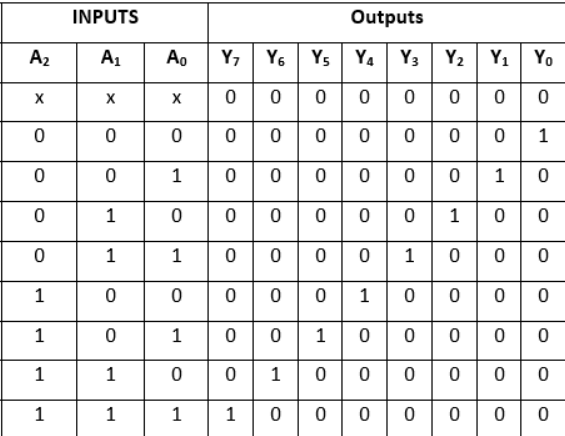 INPUTS Outputs
A₂ A₁ A₀ Y₇ Y₆ Y₅ Y₄ Y₃ Y₂ Y₁ Y₀
x x x 0 0 0 0 0 0 0 0
0 0 0 0 0 0 0 0 0 0 1
0 0 1 0 0 0 0 0 0 1 0
0 1 0 0 0 0 0 0 1 0 0
0 1 1 0 0 0 0 1 0 0 0
1 0 0 0 0 0 1 0 0 0 0
1 0 1 0 0 1 0 0 0 0 0
1 1 0 0 1 0 0 0 0 0 0
1 1 1 1 0 0 0 0 0 0 0